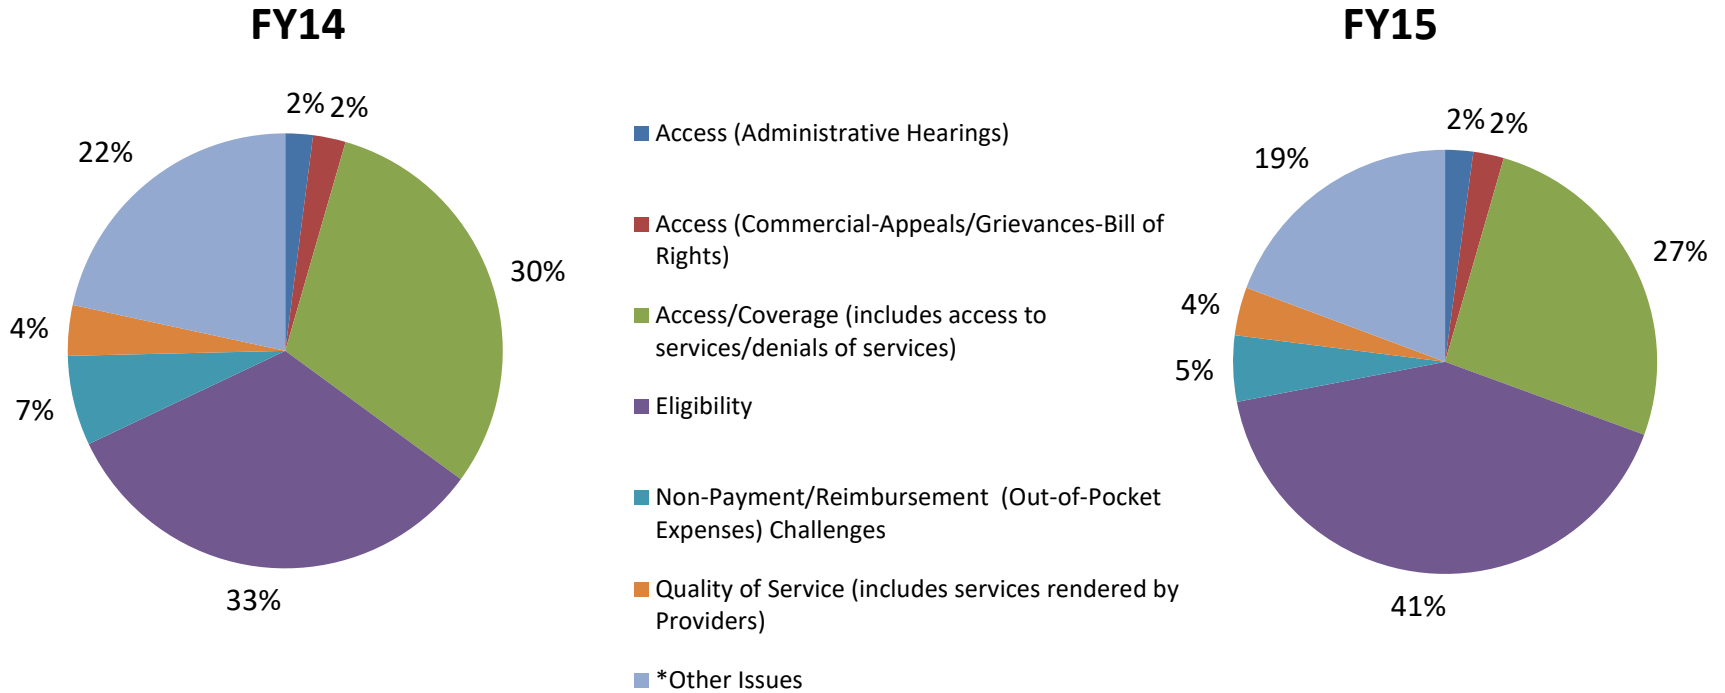 FY14
FY15
2%
2%
30%
33%
7%
4%
22%
Access (Administrative Hearings)
Access (Commercial-Appeals/Grievances-Bill of
Rights)
Access/Coverage (includes access to
services/denials of services)
Eligibility
Non-Payment/Reimbursement (Out-of-Pocket
Expenses) Challenges
Quality of Service (includes services rendered by
Providers)
*Other Issues
2%
2%
27%
41%
5%
4%
19%